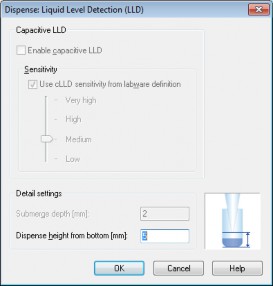 Dispense: Liquid Level Detection (LLD)
Capacitive LLD
Enable capacitive LLD
Sensitivity
Use cLLD sensitivity from labware definition
Very high
High
Medium
Low
Detail settings
Submerge depth [mm]: 2
Dispense height from bottom [mm]: 5
OK Cancel Help